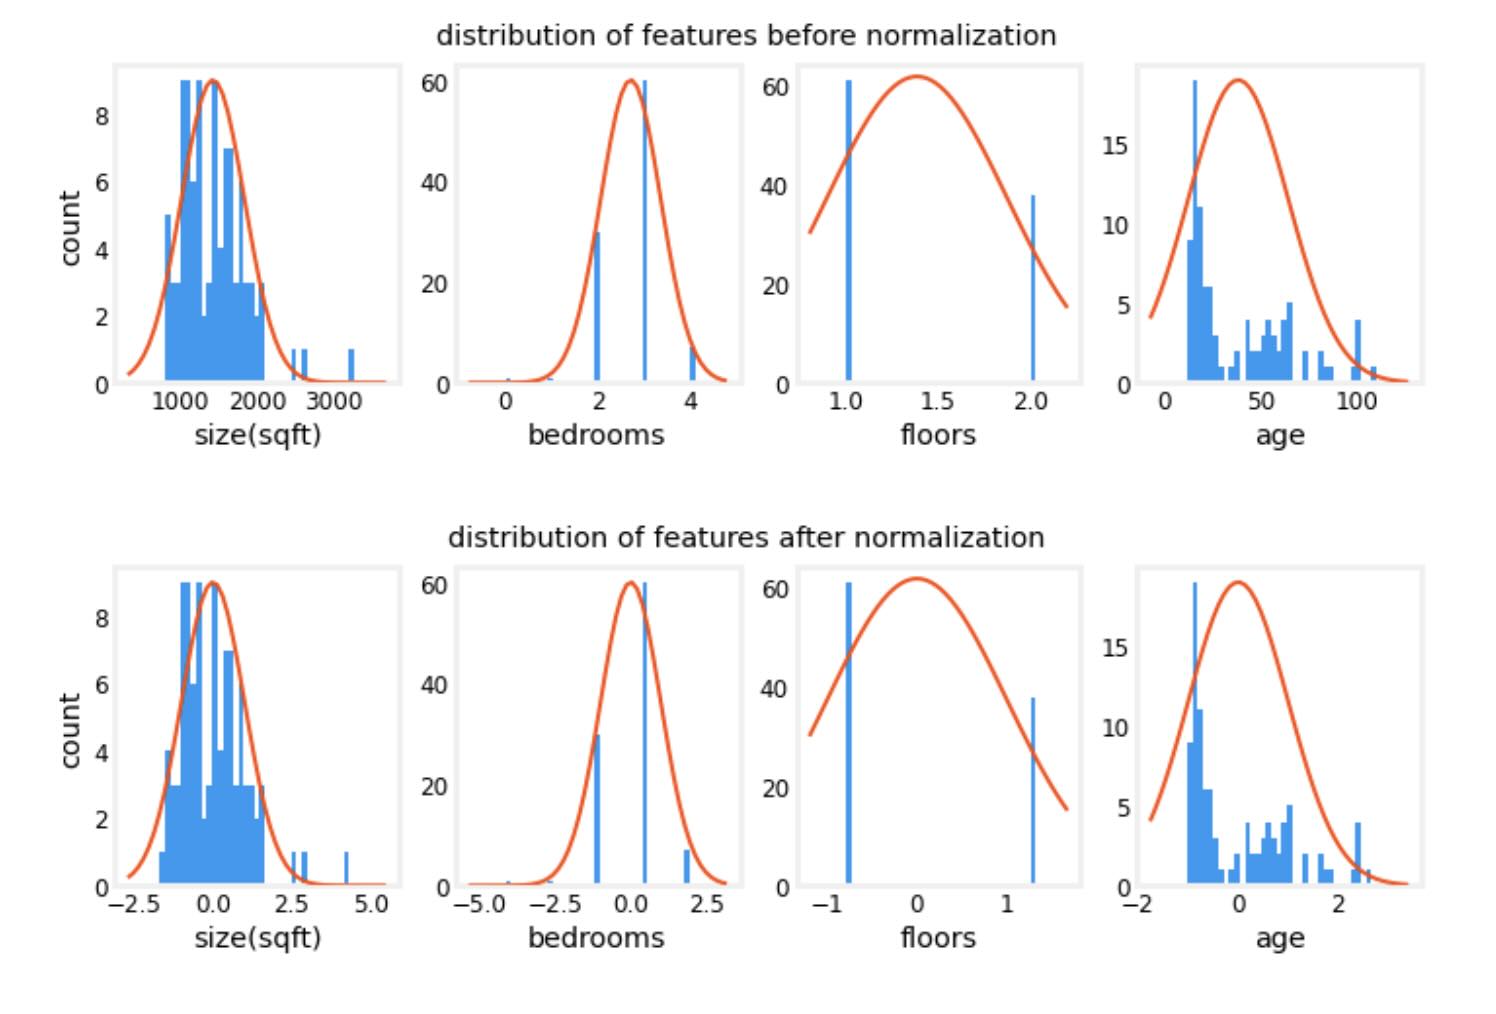 distribution of features before normalization
8
6
4
2
0
count
1000 2000 3000
size(sqft)
60
40
20
0
0 2 4
bedrooms
60
40
20
0
1.0 1.5 2.0
floors
15
10
5
0
0 50 100
age
distribution of features after normalization
8
6
4
2
0
count
−2.5 0.0 2.5 5.0
size(sqft)
60
40
20
0
−5.0 −2.5 0.0 2.5
bedrooms
60
40
20
0
−1 0 1
floors
15
10
5
0
−2 0 2
age